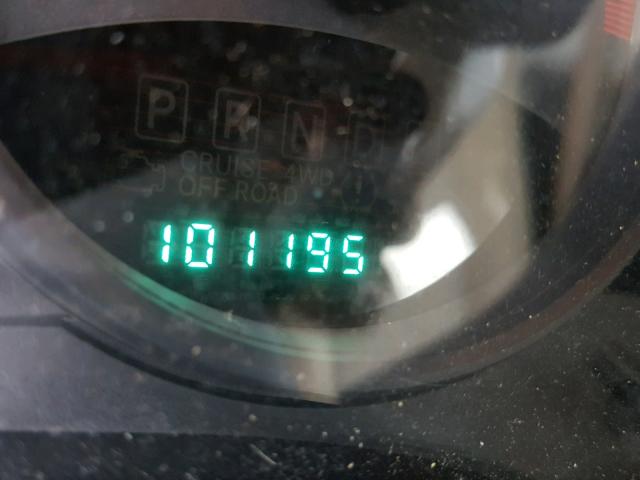 P R N D
CRUISE 4WD
OFF ROAD
101195